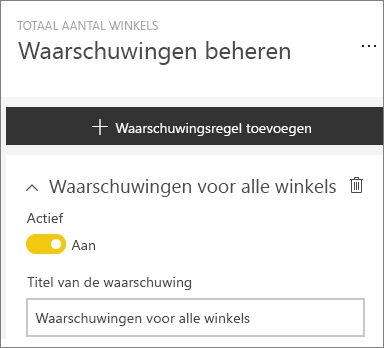 TOTAAL AANTAL WINKELS
Waarschuwingen beheren
Waarschuwingsregel toevoegen
Waarschuwingen voor alle winkels
Actief
Aan
Titel van de waarschuwing
Waarschuwingen voor alle winkels